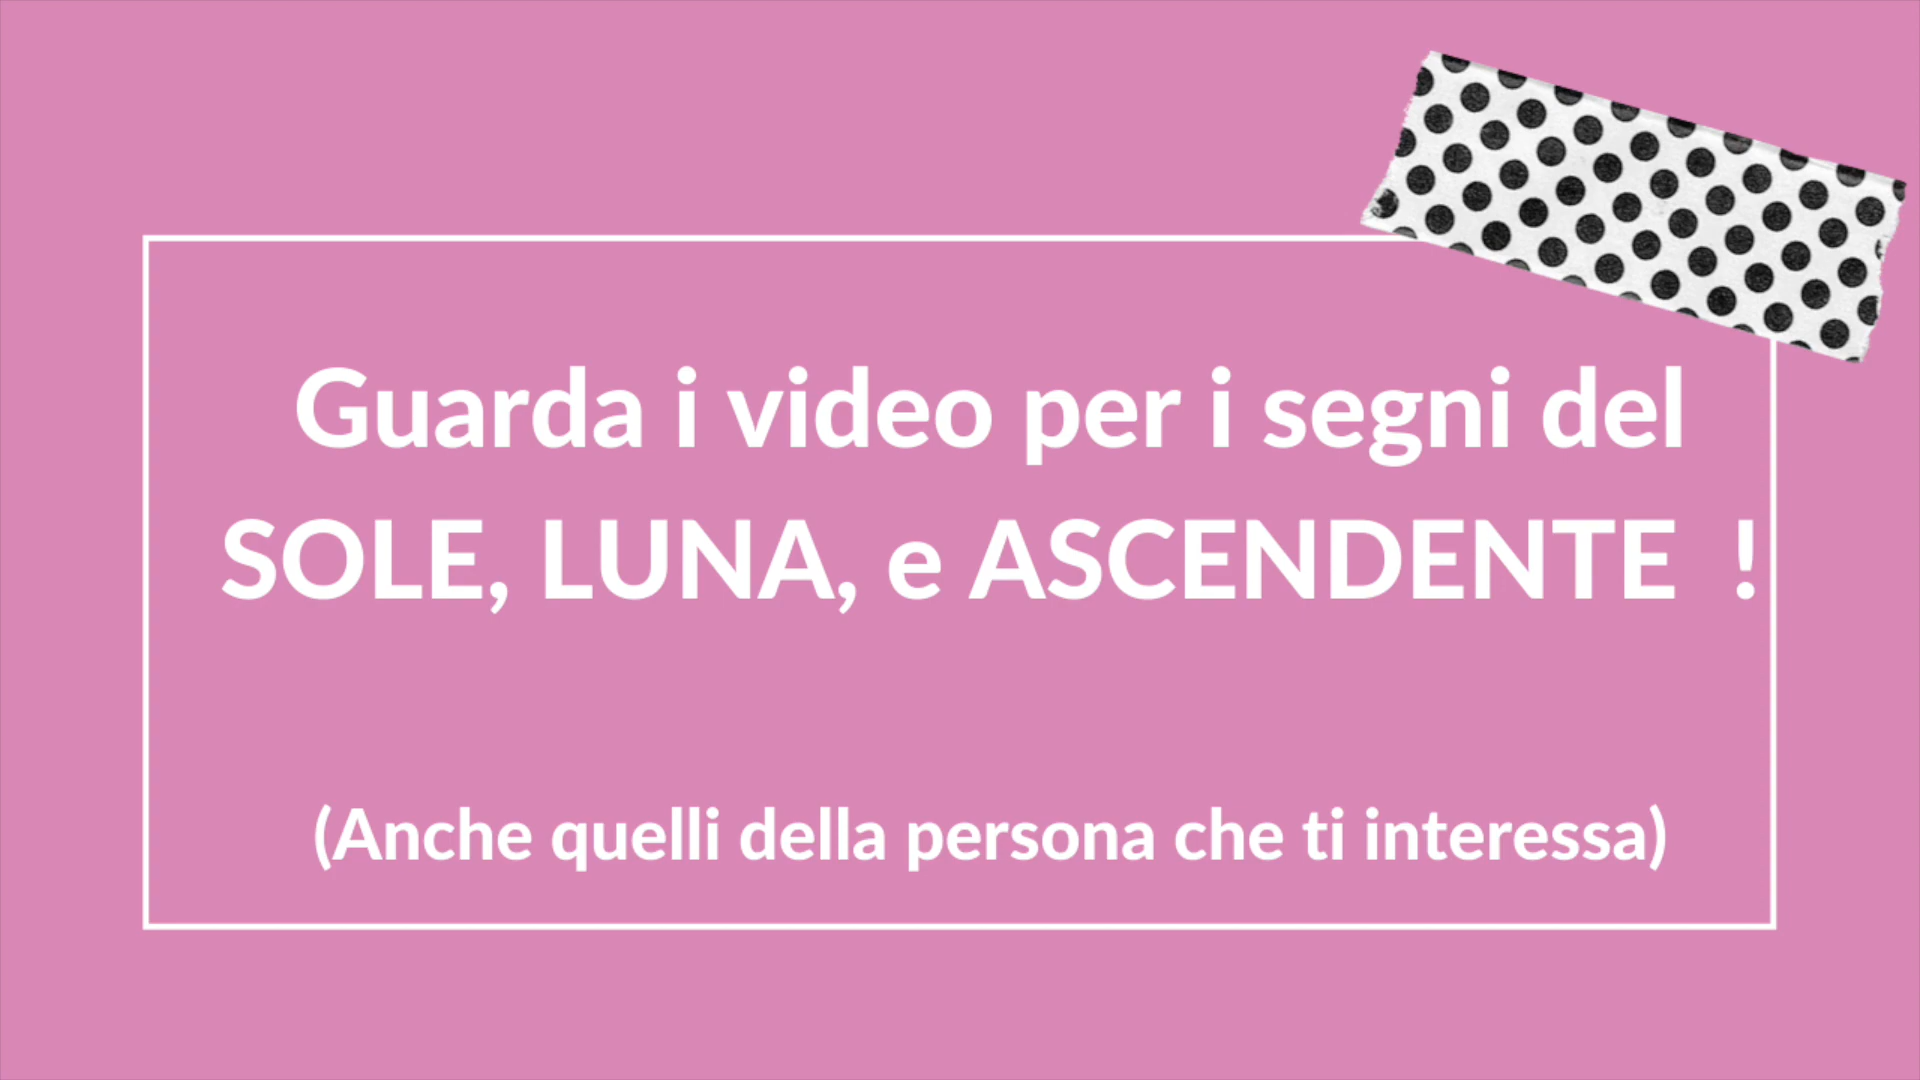 Guarda i video per i segni del
SOLE, LUNA, e ASCENDENTE !
(Anche quelli della persona che ti interessa)